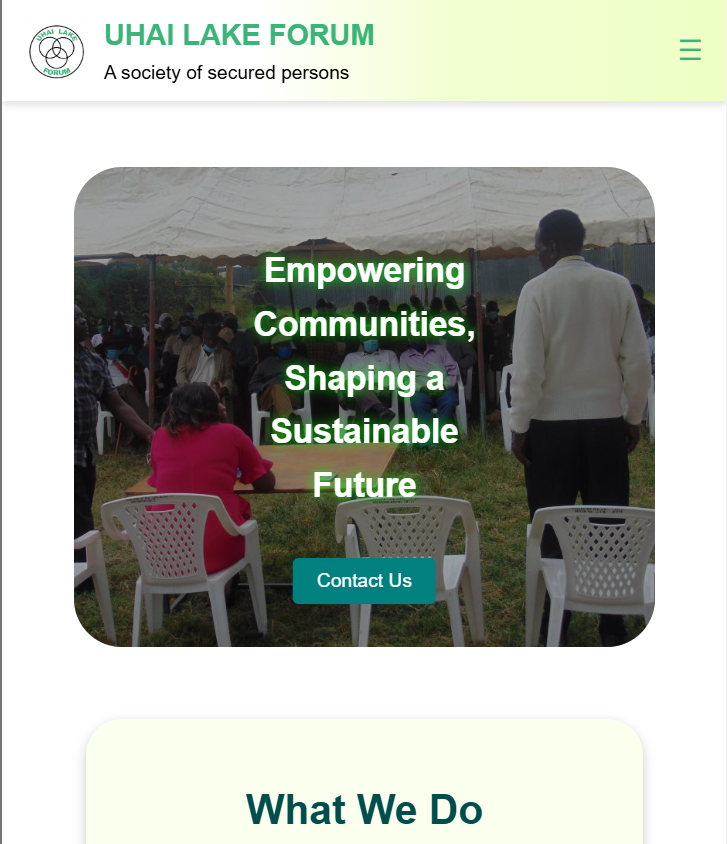 UHAI LAKE
FORUM
UHAI LAKE FORUM
A society of secured persons
☰
Empowering
Communities,
Shaping a
Sustainable
Future
Contact Us
What We Do